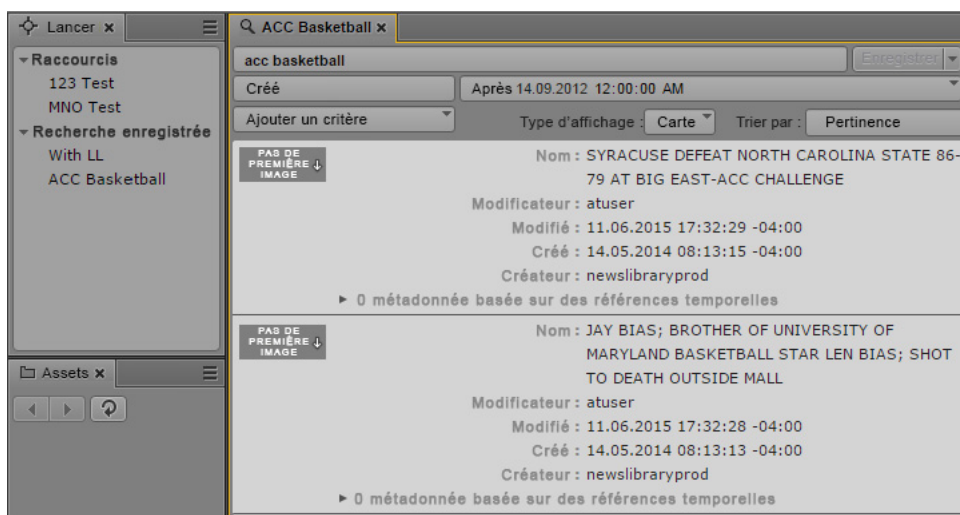 Lancer x
Raccourcis
123 Test
MNO Test
Recherche enregistrée
With LL
ACC Basketball
Assets x
ACC Basketball x
acc basketball
Enregistrer
Créé
Après 14.09.2012 12:00:00 AM
Ajouter un critère
Type d'affichage :
Carte
Trier par :
Pertinence
PAS DE
PREMIÈRE
IMAGE
Nom : SYRACUSE DEFEAT NORTH CAROLINA STATE 86-
79 AT BIG EAST-ACC CHALLENGE
Modificateur : atuser
Modifié : 11.06.2015 17:32:29 -04:00
Créé : 14.05.2014 08:13:15 -04:00
Créateur : newslibraryprod
0 métadonnée basée sur des références temporelles
PAS DE
PREMIÈRE
IMAGE
Nom : JAY BIAS; BROTHER OF UNIVERSITY OF
MARYLAND BASKETBALL STAR LEN BIAS; SHOT
TO DEATH OUTSIDE MALL
Modificateur : atuser
Modifié : 11.06.2015 17:32:28 -04:00
Créé : 14.05.2014 08:13:13 -04:00
Créateur : newslibraryprod
0 métadonnée basée sur des références temporelles